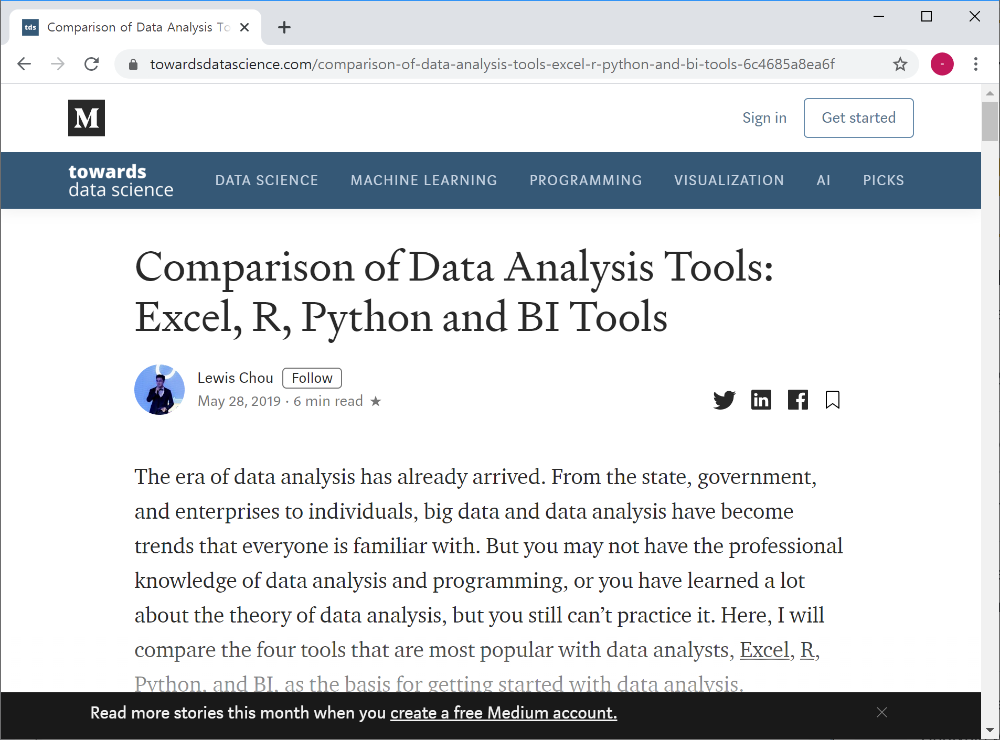 tds Comparison of Data Analysis To
towardsdatascience.com/comparison-of-data-analysis-tools-excel-r-python-and-bi-tools-6c4685a8ea6f
-
M
Sign in Get started
towards
data science
DATA SCIENCE MACHINE LEARNING PROGRAMMING VISUALIZATION AI PICKS
Comparison of Data Analysis Tools:
Excel, R, Python and BI Tools
Lewis Chou Follow
May 28, 2019 · 6 min read ★
The era of data analysis has already arrived. From the state, government,
and enterprises to individuals, big data and data analysis have become
trends that everyone is familiar with. But you may not have the professional
knowledge of data analysis and programming, or you have learned a lot
about the theory of data analysis, but you still can’t practice it. Here, I will
compare the four tools that are most popular with data analysts, Excel, R,
Python, and BI, as the basis for getting started with data analysis.
Read more stories this month when you create a free Medium account.